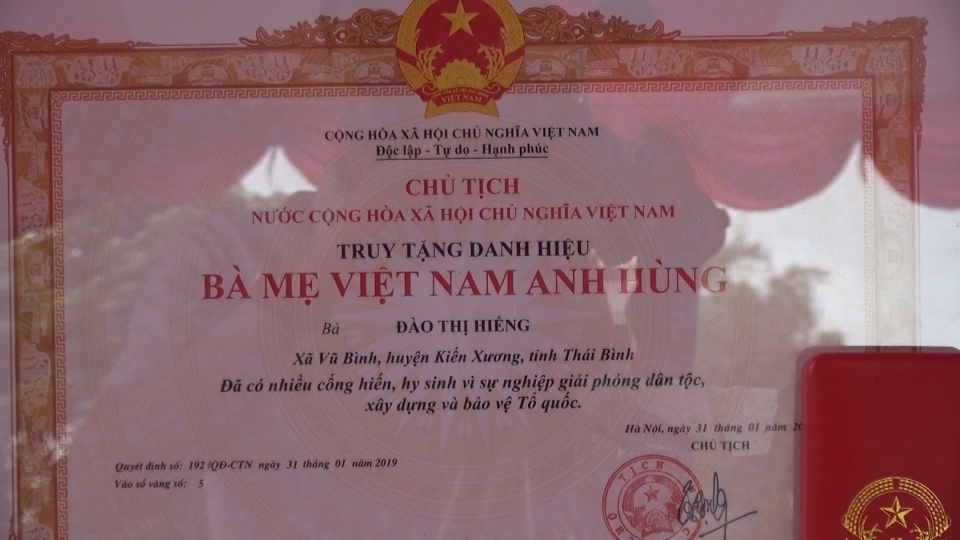 VIỆT NAM
CỘNG HÒA XÃ HỘI CHỦ NGHĨA VIỆT NAM
Độc lập - Tự do - Hạnh phúc
CHỦ TỊCH
NƯỚC CỘNG HÒA XÃ HỘI CHỦ NGHĨA VIỆT NAM
TRUY TẶNG DANH HIỆU
BÀ MẸ VIỆT NAM ANH HÙNG
Bà ĐÀO THỊ HIẾNG
Xã Vũ Bình, huyện Kiến Xương, tỉnh Thái Bình
Đã có nhiều cống hiến, hy sinh vì sự nghiệp giải phóng dân tộc,
xây dựng và bảo vệ Tổ quốc.
Hà Nội, ngày 31 tháng 01 năm
CHỦ TỊCH
Quyết định số: 192 /QĐ-CTN ngày 31 tháng 01 năm 2019
Vào sổ vàng số: 5
TỊCH